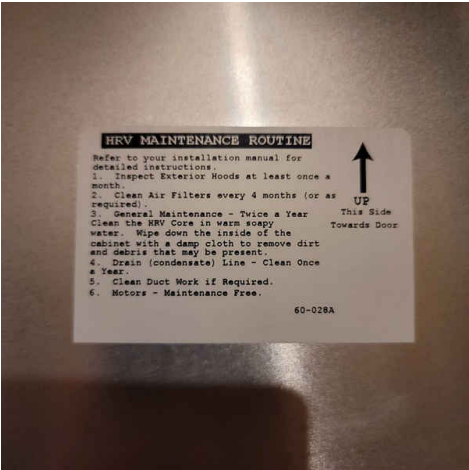 HRV MAINTENANCE ROUTINE
Refer to your installation manual for
detailed instructions.
1. Inspect Exterior Hoods at least once a
month.
2. Clean Air Filters every 4 months (or as
required).
3. General Maintenance - Twice a Year
Clean the HRV Core in warm soapy
water. Wipe down the inside of the
cabinet with a damp cloth to remove dirt
and debris that may be present.
4. Drain (condensate) Line - Clean Once
a Year.
5. Clean Duct Work if Required.
6. Motors - Maintenance Free.
60-028A
UP
This Side
Towards Door